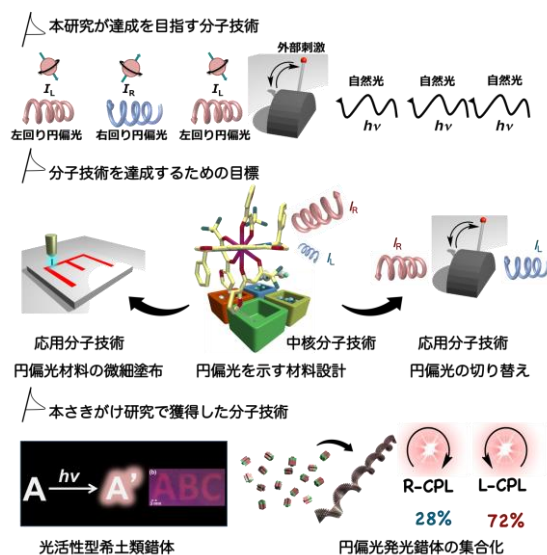 本研究が達成を目指す分子技術
I_L I_R I_L 外部刺激 自然光 自然光 自然光
左回り円偏光 右回り円偏光 左回り円偏光 hν hν hν
分子技術を達成するための目標
I_R
I_L
I_R I_L
応用分子技術 中核分子技術 応用分子技術
円偏光材料の微細塗布 円偏光を示す材料設計 円偏光の切り替え
本さきがけ研究で獲得した分子技術
A hν A' (b) ABC
R-CPL L-CPL
28% 72%
光活性型希土類錯体 円偏光発光錯体の集合化